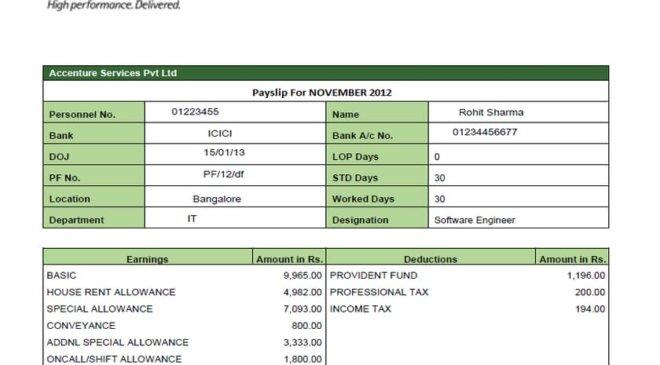 High performance. Delivered.
Accenture Services Pvt Ltd
Payslip For NOVEMBER 2012
Personnel No. 01223455 Name Rohit Sharma
Bank ICICI Bank A/c No. 01234456677
DOJ 15/01/13 LOP Days 0
PF No. PF/12/df STD Days 30
Location Bangalore Worked Days 30
Department IT Designation Software Engineer
Earnings Amount in Rs. Deductions Amount in Rs.
BASIC 9,965.00 PROVIDENT FUND 1,196.00
HOUSE RENT ALLOWANCE 4,982.00 PROFESSIONAL TAX 200.00
SPECIAL ALLOWANCE 7,093.00 INCOME TAX 194.00
CONVEYANCE 800.00
ADDNL SPECIAL ALLOWANCE 3,333.00
ONCALL/SHIFT ALLOWANCE 1,800.00